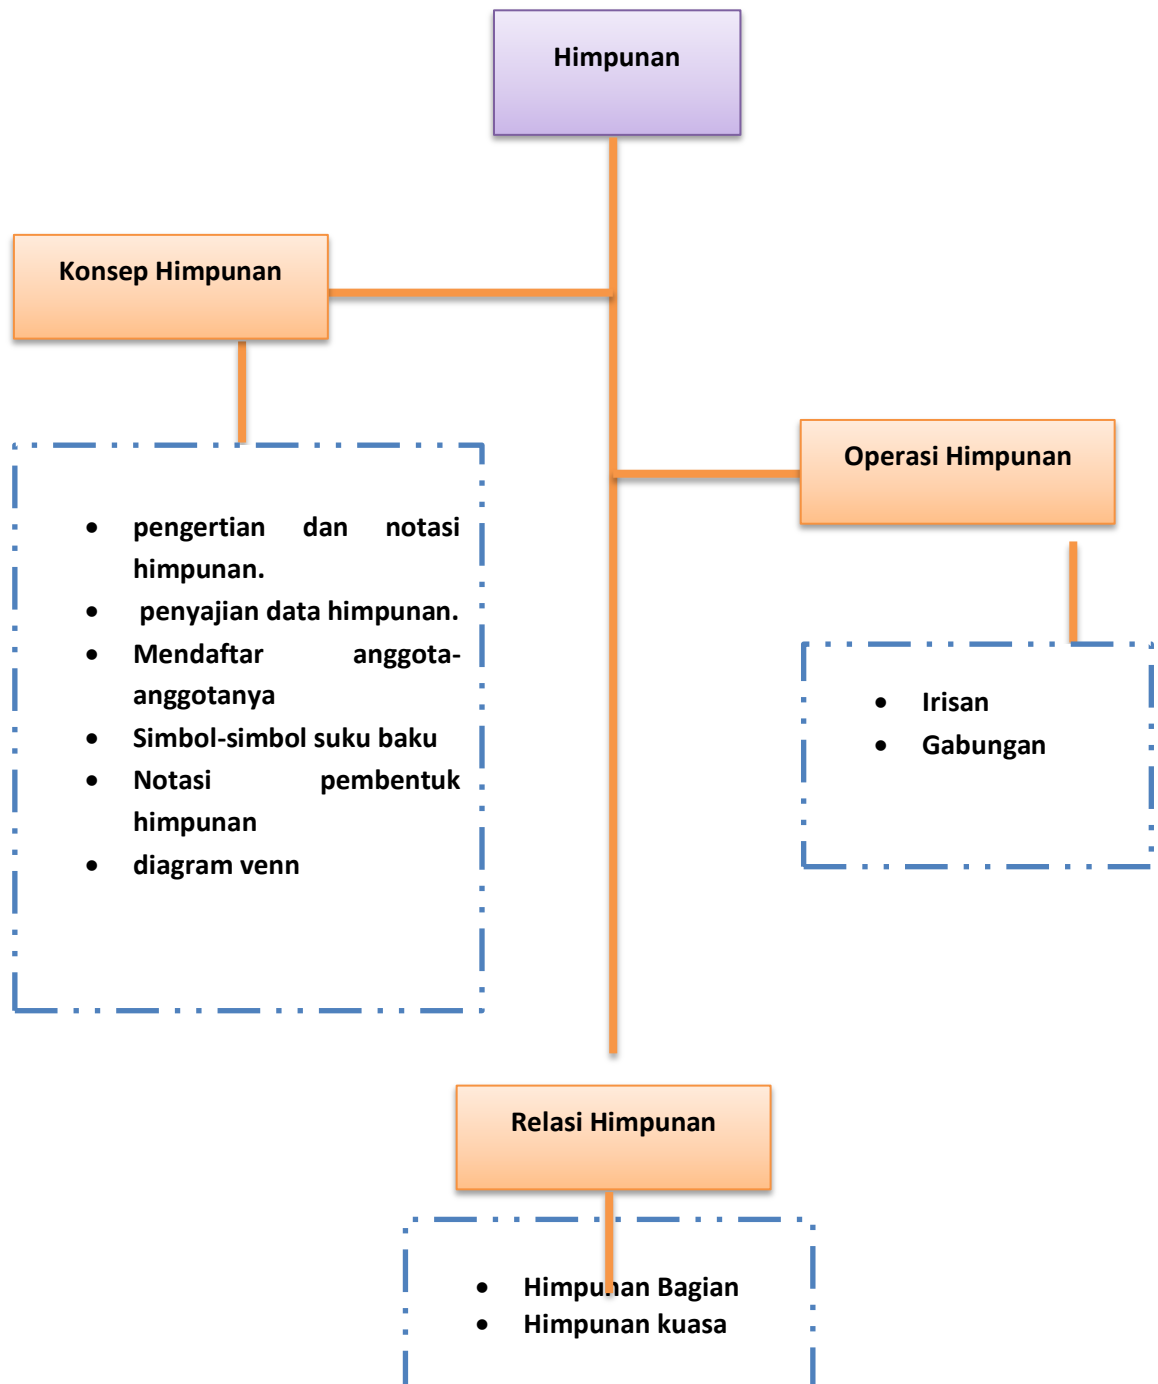 Himpunan
Konsep Himpunan
• pengertian dan notasi
himpunan.
• penyajian data himpunan.
• Mendaftar anggota-
anggotanya
• Simbol-simbol suku baku
• Notasi pembentuk
himpunan
• diagram venn
Operasi Himpunan
• Irisan
• Gabungan
Relasi Himpunan
• Himpunan Bagian
• Himpunan kuasa